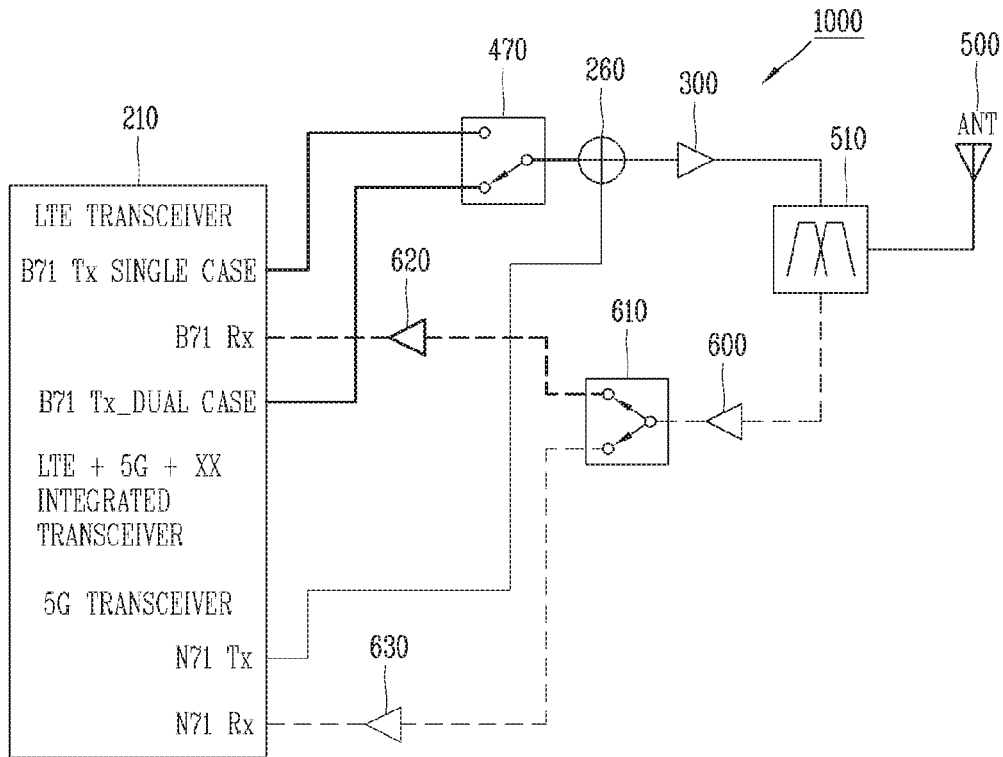 1000
470
260
300
500
210
ANT
510
LTE TRANSCEIVER
B71 Tx SINGLE CASE
620
B71 Rx
610
600
B71 Tx_DUAL CASE
LTE + 5G + XX
INTEGRATED
TRANSCEIVER
5G TRANSCEIVER
N71 Tx
630
N71 Rx